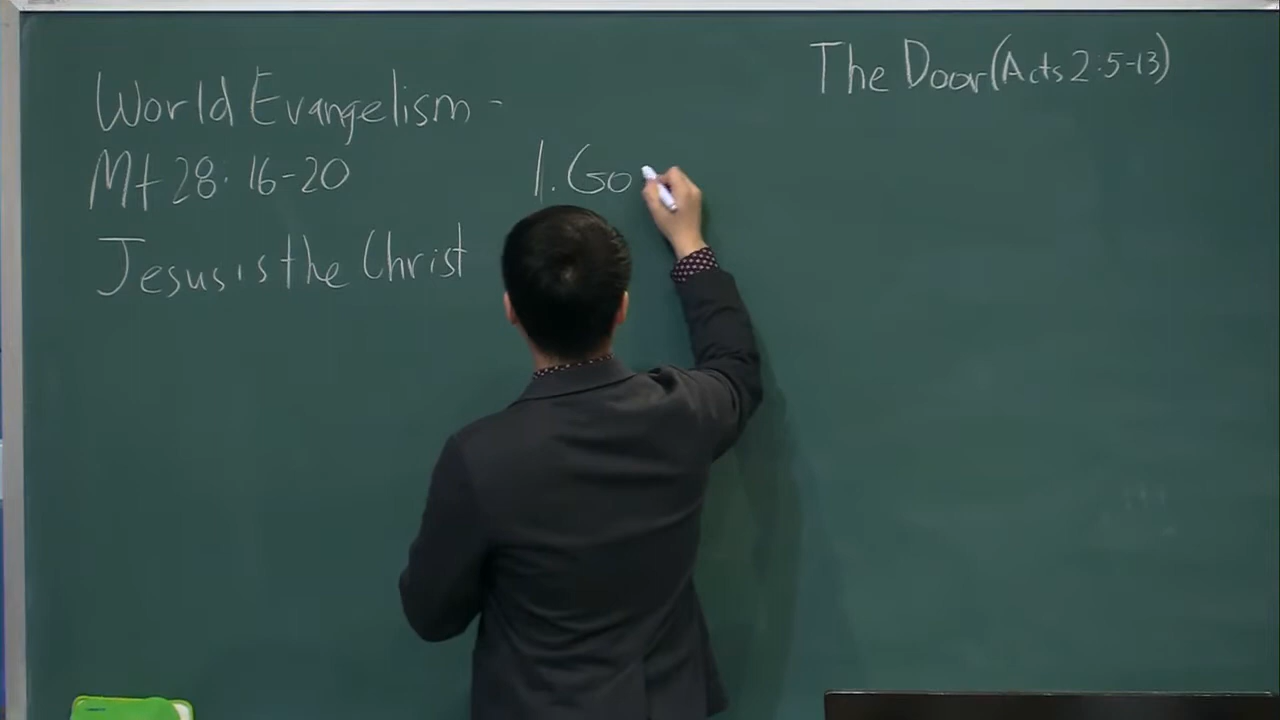 World Evangelism -
Mt 28:16-20
Jesus is the Christ
1. Go
The Door (Acts 2:5-13)